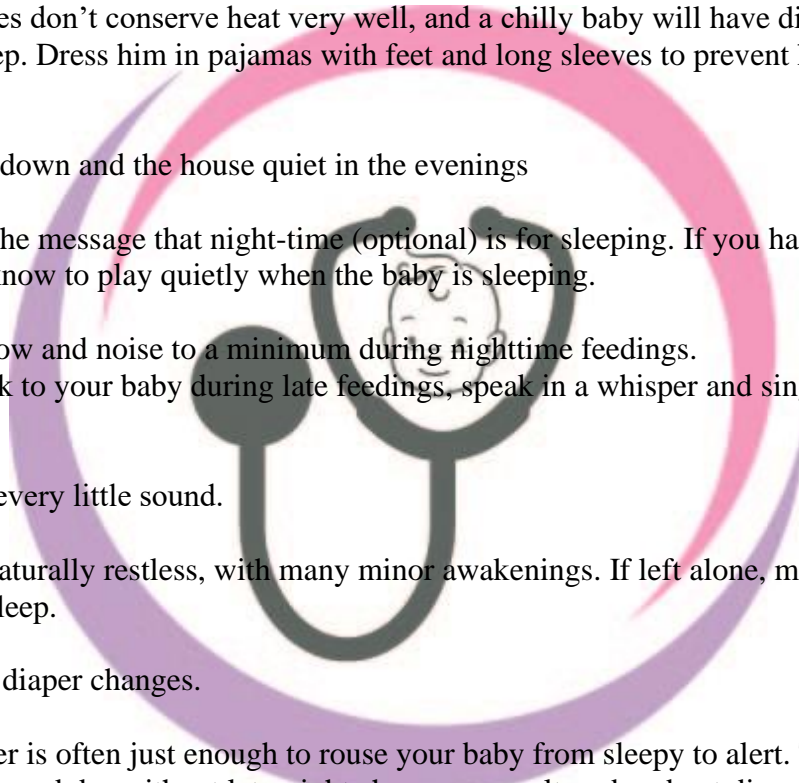 es don’t conserve heat very well, and a chilly baby will have di
ep. Dress him in pajamas with feet and long sleeves to prevent
down and the house quiet in the evenings
he message that night-time (optional) is for sleeping. If you ha
now to play quietly when the baby is sleeping.
ow and noise to a minimum during nighttime feedings.
k to your baby during late feedings, speak in a whisper and sin
every little sound.
aturally restless, with many minor awakenings. If left alone, m
leep.
diaper changes.
er is often just enough to rouse your baby from sleepy to alert.